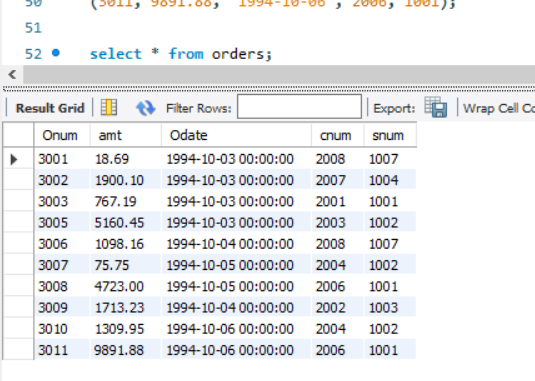 50 (3011, 9891.88, '1994-10-06', 2006, 1001);
51
52 select * from orders;
Result Grid Filter Rows: Export: Wrap Cell Co
Onum amt Odate cnum snum
3001 18.69 1994-10-03 00:00:00 2008 1007
3002 1900.10 1994-10-03 00:00:00 2007 1004
3003 767.19 1994-10-03 00:00:00 2001 1001
3005 5160.45 1994-10-03 00:00:00 2003 1002
3006 1098.16 1994-10-04 00:00:00 2008 1007
3007 75.75 1994-10-05 00:00:00 2004 1002
3008 4723.00 1994-10-05 00:00:00 2006 1001
3009 1713.23 1994-10-04 00:00:00 2002 1003
3010 1309.95 1994-10-06 00:00:00 2004 1002
3011 9891.88 1994-10-06 00:00:00 2006 1001